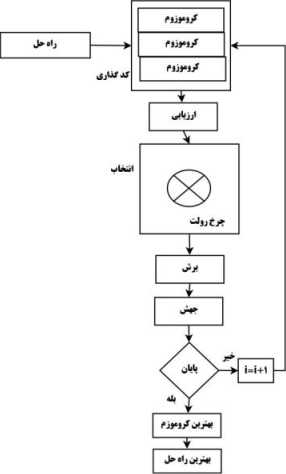 کروموزوم
کروموزوم
کروموزوم
راه حل
کد گذاری
ارزیابی
انتخاب
چرخ رولت
برش
جهش
پایان
خیر
i=i+1
بله
بهترین کروموزم
بهترین راه حل